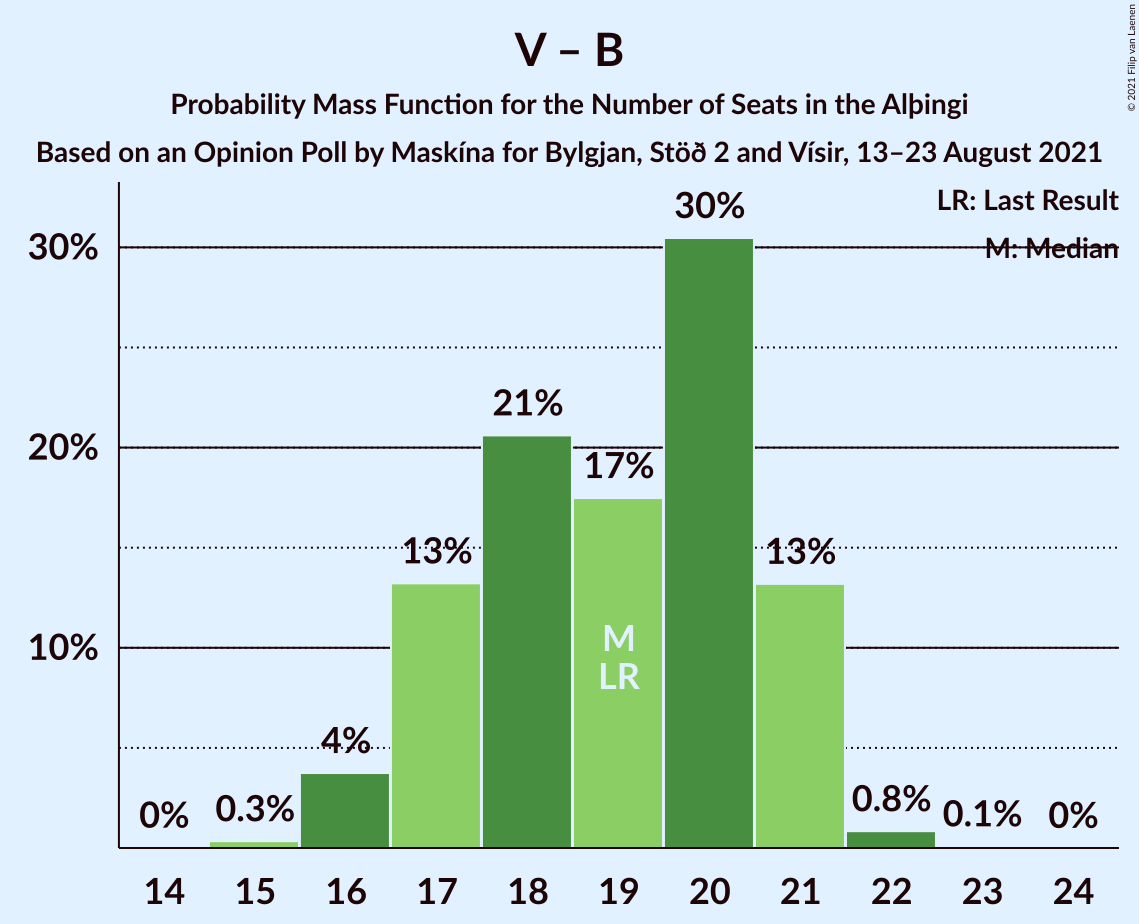 V – B
Probability Mass Function for the Number of Seats in the Alþingi
Based on an Opinion Poll by Maskína for Bylgjan, Stöð 2 and Vísir, 13–23 August 2021
© 2021 Filip van Laenen
LR: Last Result
M: Median
30%
20%
10%
0%
0.3%
4%
13%
21%
17%
30%
13%
0.8%
0.1%
0%
M
LR
14 15 16 17 18 19 20 21 22 23 24